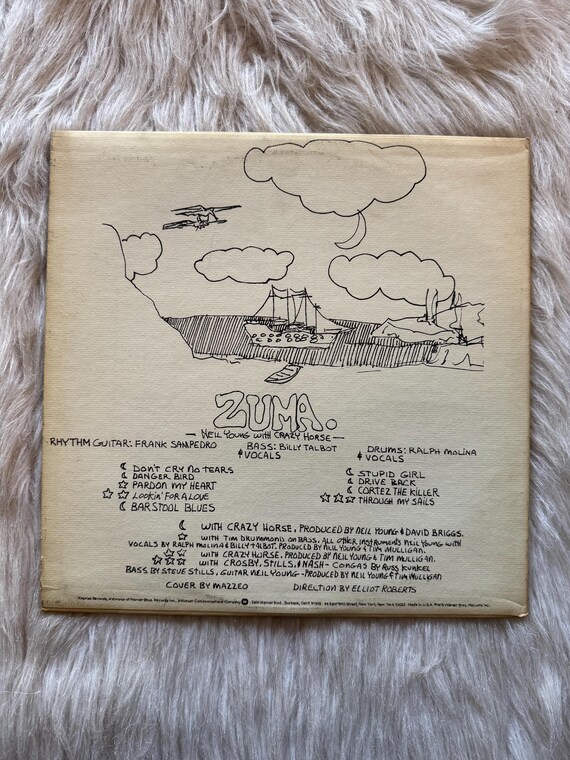 ZUMA.
— NEIL YOUNG WITH CRAZY HORSE —
RHYTHM GUITAR: FRANK SAMPEDRO
BASS: BILLY TALBOT
& VOCALS
DRUMS: RALPH MOLINA
& VOCALS
☾ DON'T CRY NO TEARS
☾ DANGER BIRD
☆ PARDON MY HEART
☆☆ LOOKIN' FOR A LOVE
☾ BARSTOOL BLUES
☾ STUPID GIRL
☾ DRIVE BACK
☾ CORTEZ THE KILLER
☆☆☆ THROUGH MY SAILS
☾ WITH CRAZY HORSE, PRODUCED BY NEIL YOUNG & DAVID BRIGGS.
☆ WITH TIM DRUMMOND ON BASS. ALL OTHER INSTRUMENTS NEIL YOUNG WITH
VOCALS BY RALPH MOLINA & BILLY TALBOT. PRODUCED BY NEIL YOUNG & TIM MULLIGAN.
☆☆ WITH CRAZY HORSE. PRODUCED BY NEIL YOUNG & TIM MULLIGAN.
☆☆☆ WITH CROSBY, STILLS, & NASH - CONGAS BY RUSS KUNKEL
BASS BY STEVE STILLS, GUITAR NEIL YOUNG - PRODUCED BY NEIL YOUNG & TIM MULLIGAN
COVER BY MAZZEO
DIRECTION BY ELLIOT ROBERTS